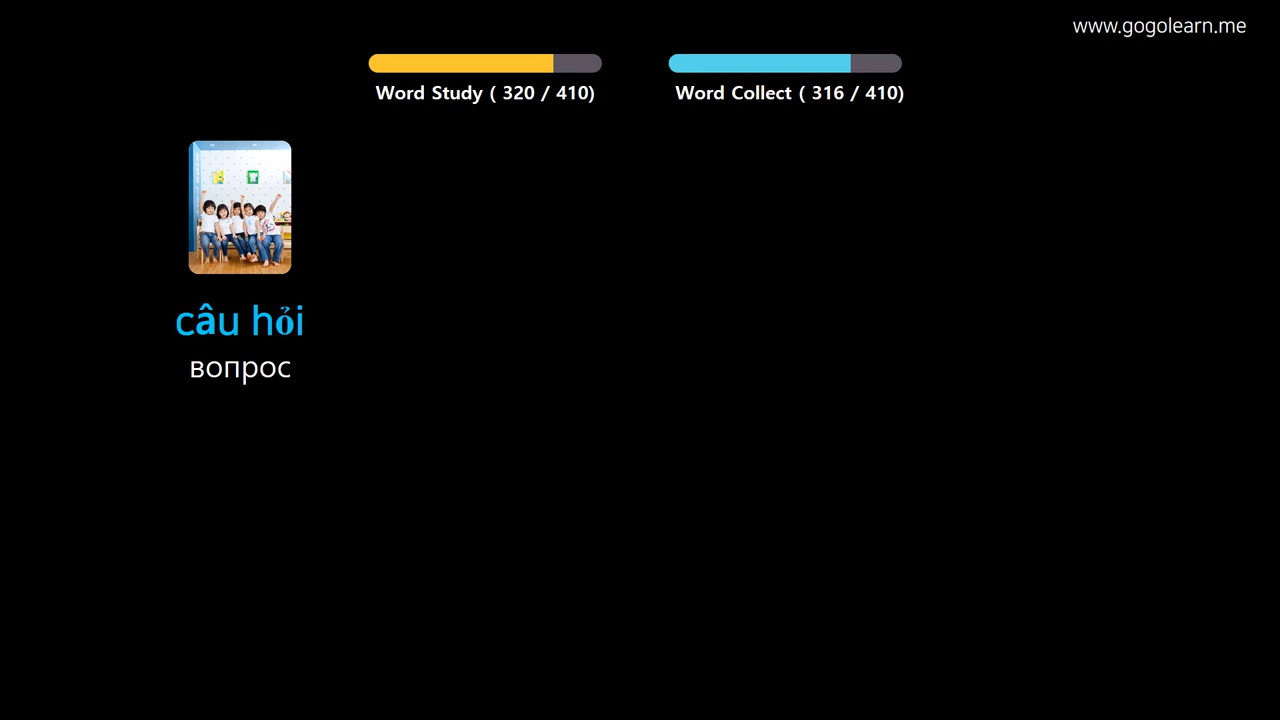 www.gogolearn.me
Word Study ( 320 / 410)
Word Collect ( 316 / 410)
câu hỏi
вопрос